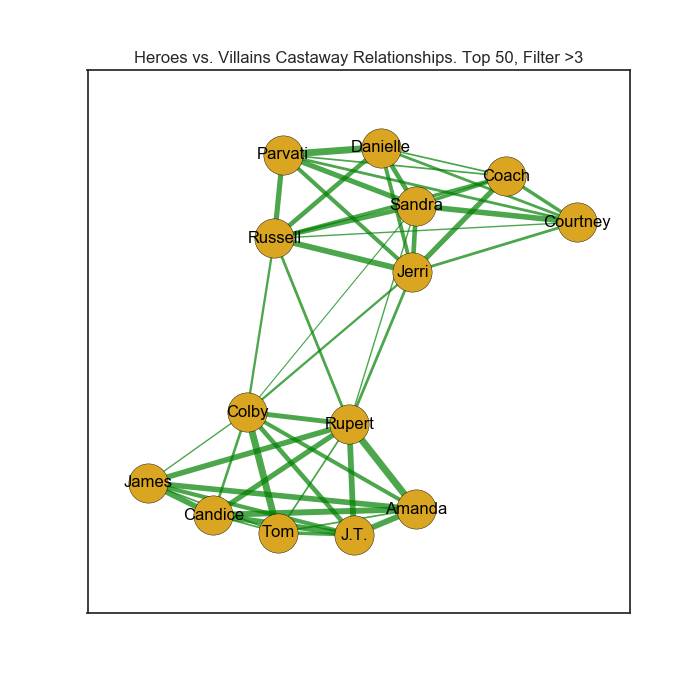 Heroes vs. Villains Castaway Relationships. Top 50, Filter >3
Danielle
Parvati
Coach
Sandra
Courtney
Russell
Jerri
Colby
Rupert
James
Amanda
Candice
Tom
J.T.